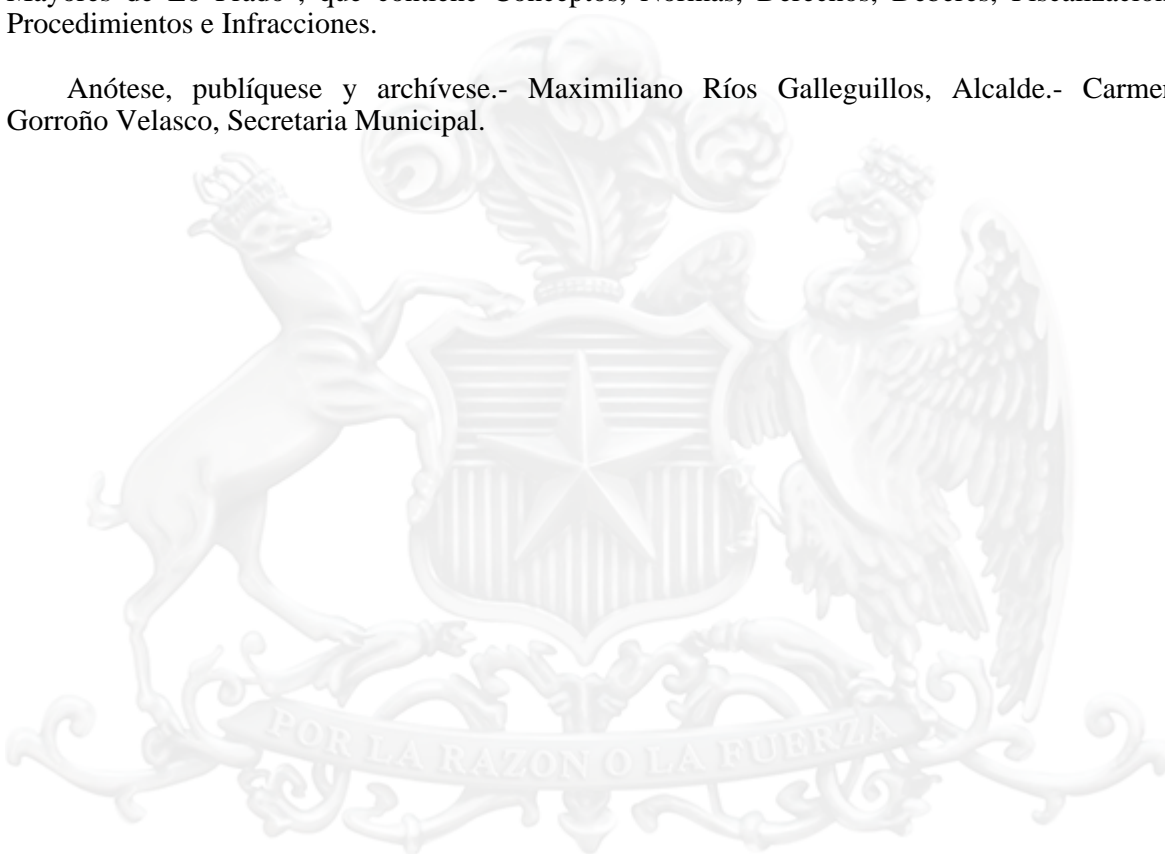 Procedimientos e Infracciones.
Anótese, publíquese y archívese.- Maximiliano Ríos Galleguillos, Alcalde.- Carmen
Gorroño Velasco, Secretaria Municipal.
POR LA RAZON O LA FUERZA